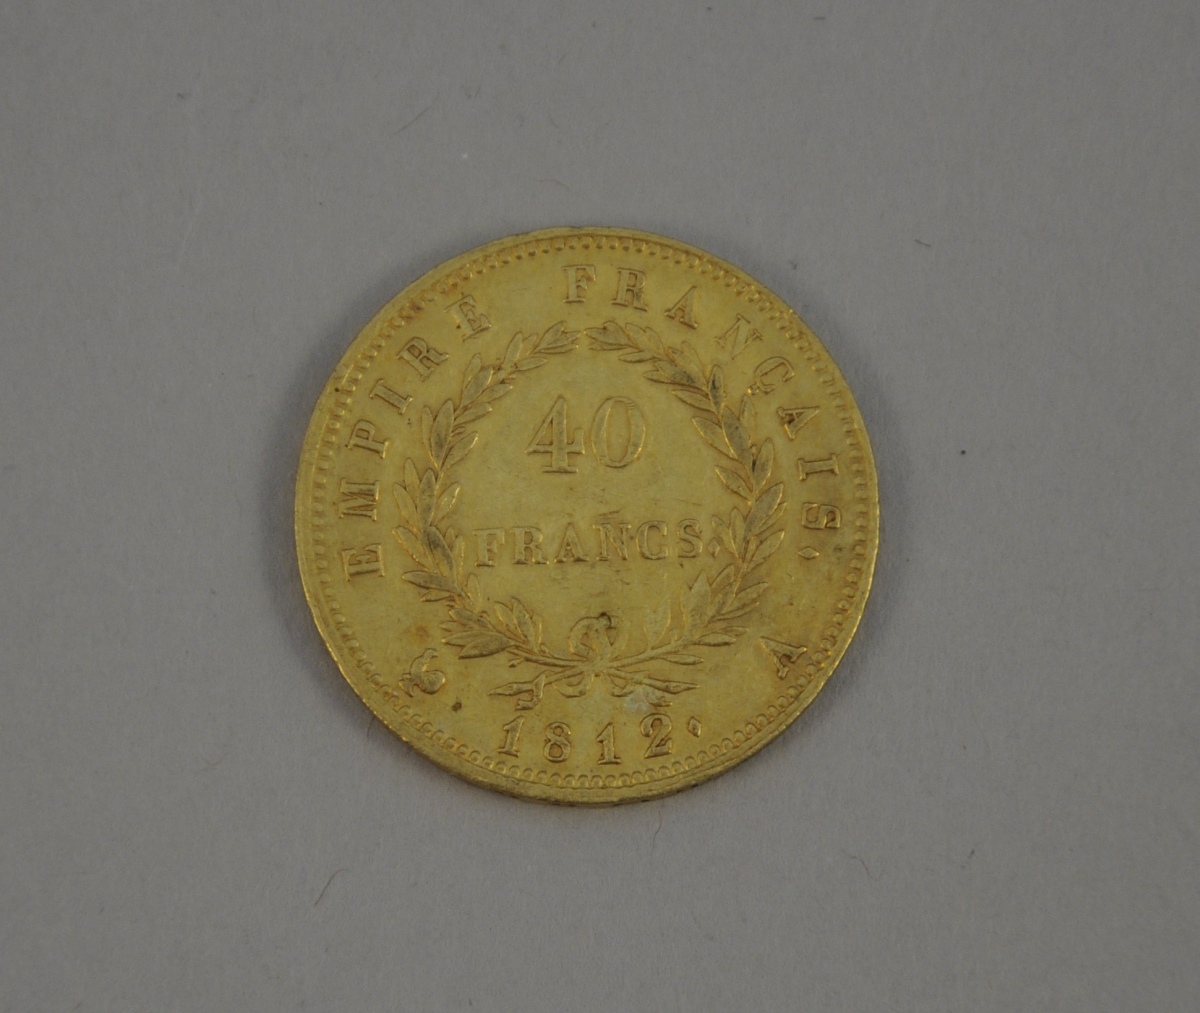 EMPIRE FRANÇAIS.
40
FRANCS.
1812.
A